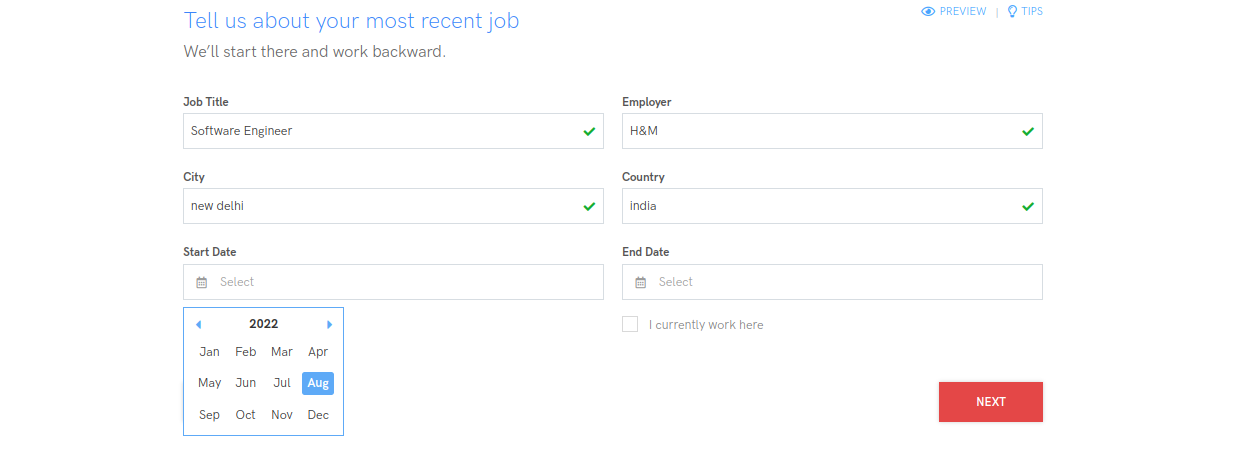 Tell us about your most recent job
PREVIEW | TIPS
We’ll start there and work backward.
Job Title
Employer
Software Engineer
H&M
City
Country
new delhi
india
Start Date
End Date
Select
Select
2022
I currently work here
Jan Feb Mar Apr
May Jun Jul Aug
Sep Oct Nov Dec
NEXT